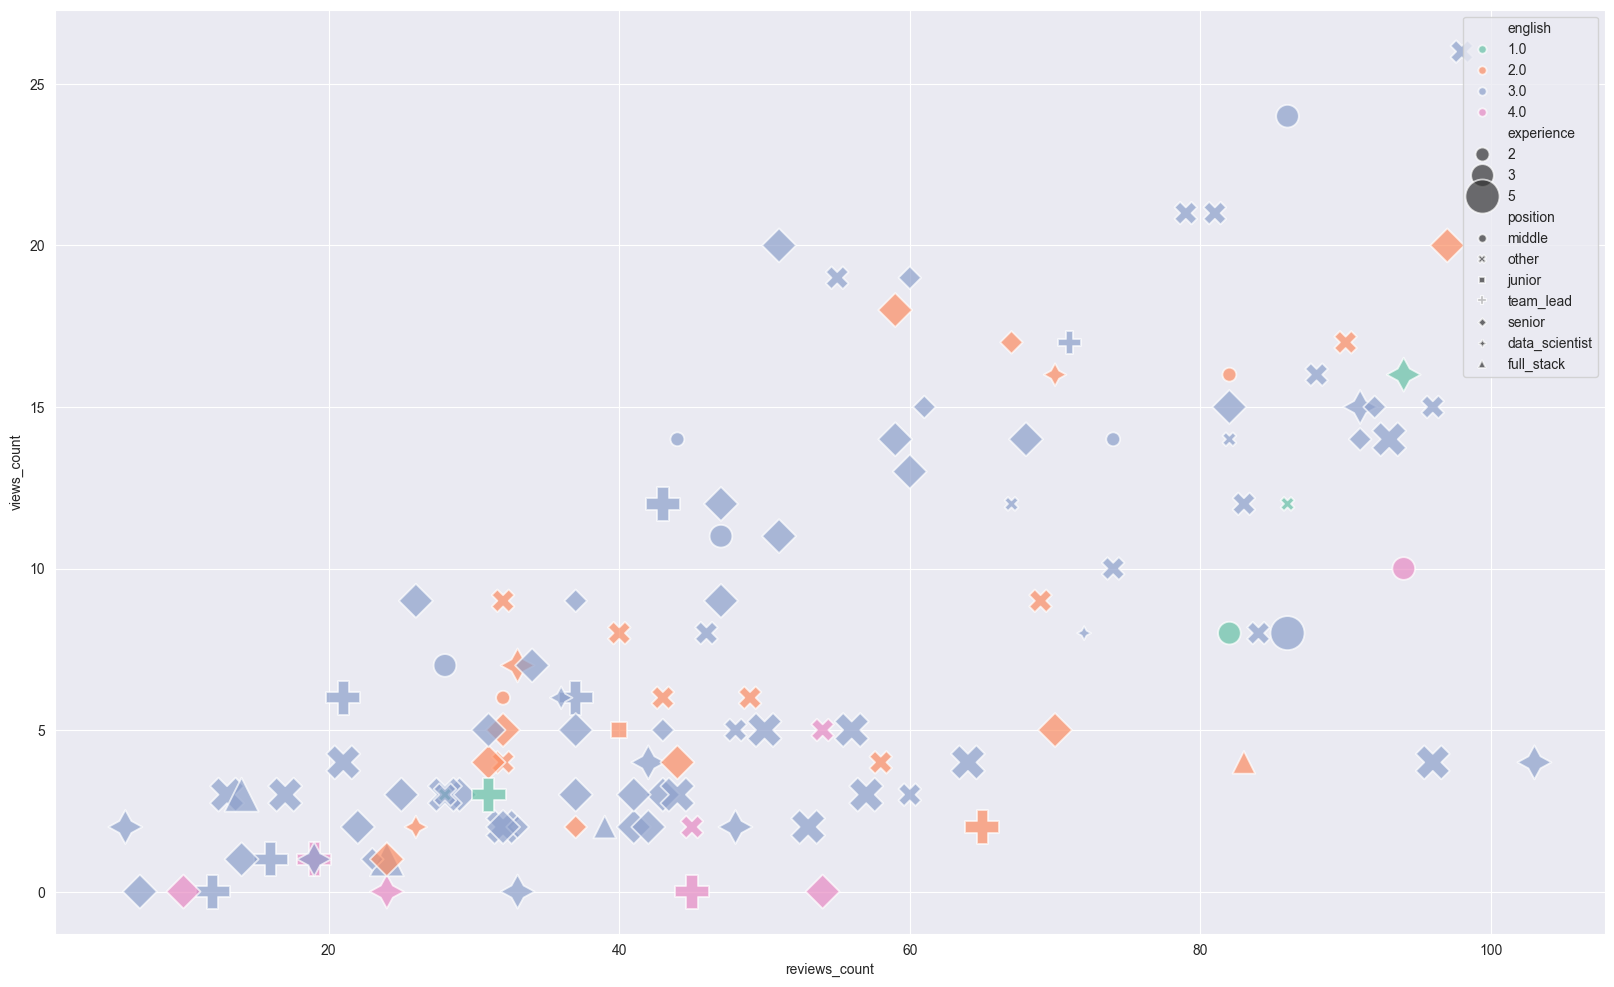 english
1.0
2.0
3.0
4.0
experience
2
3
5
position
middle
other
junior
team_lead
senior
data_scientist
full_stack
views_count
25
20
15
10
5
0
20
40
60
80
100
reviews_count